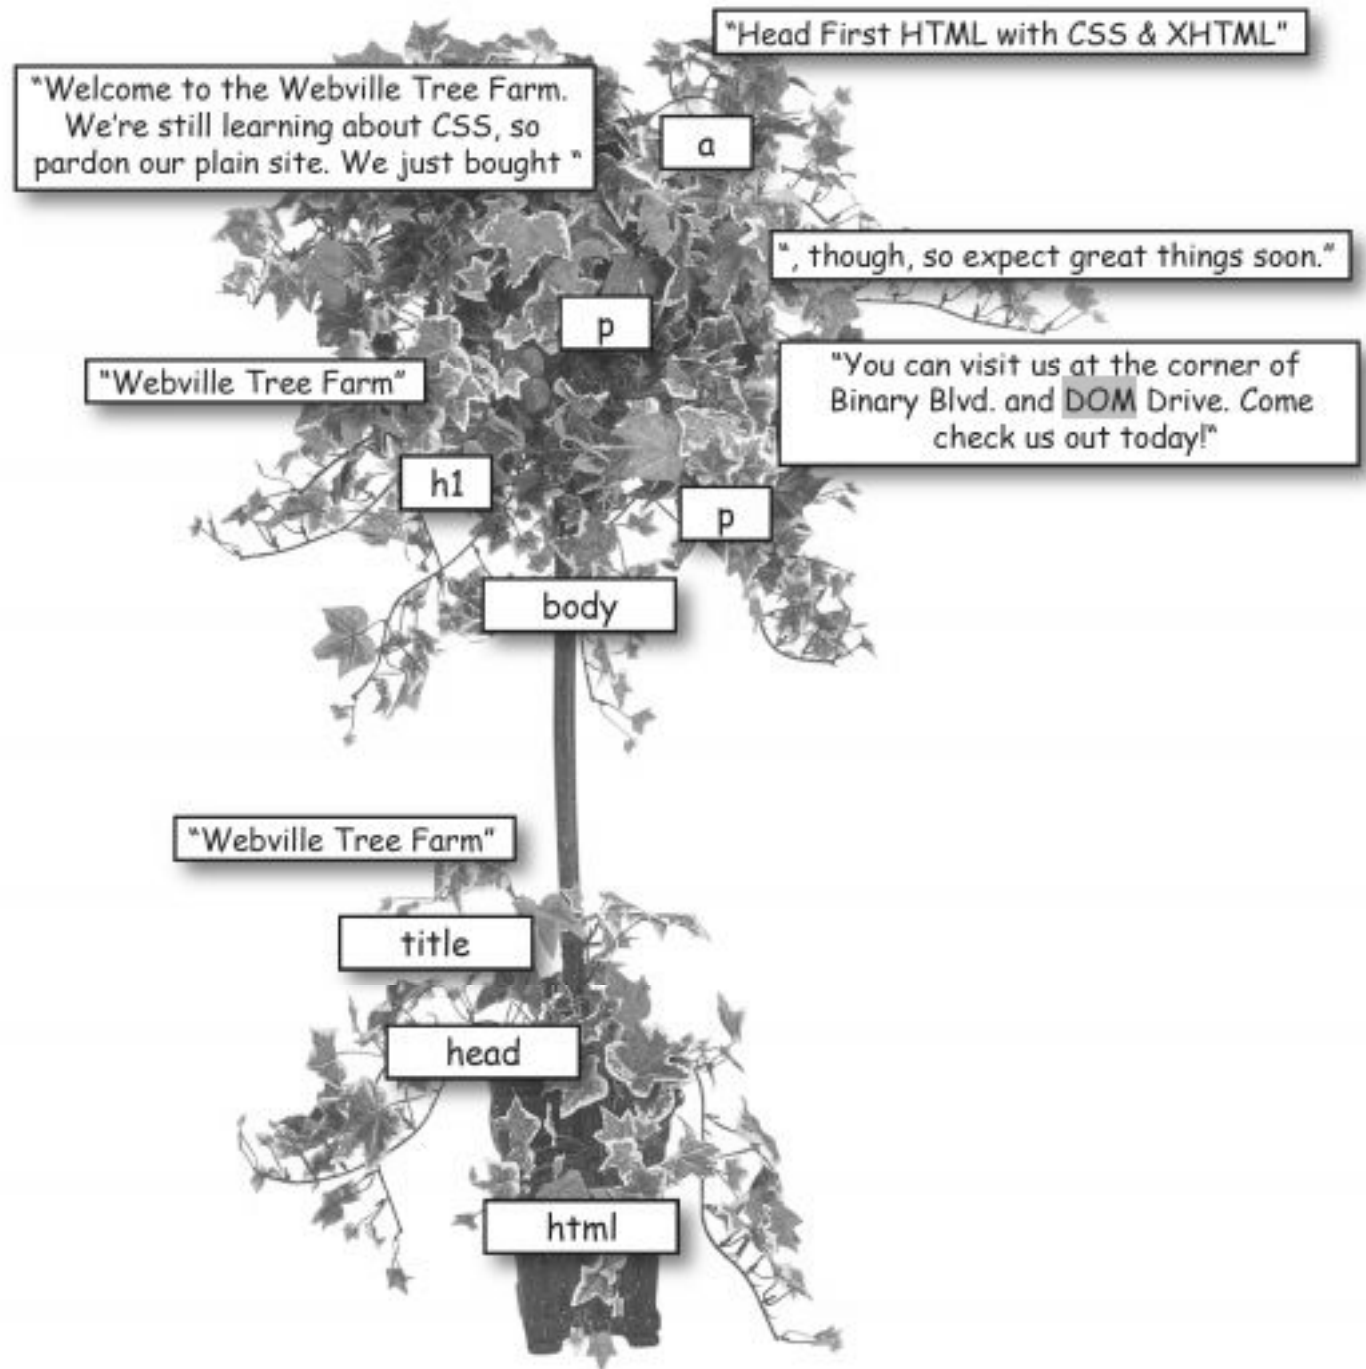 "Head First HTML with CSS & XHTML"
"Welcome to the Webville Tree Farm.
We're still learning about CSS, so
pardon our plain site. We just bought "
a
", though, so expect great things soon."
p
"You can visit us at the corner of
Binary Blvd. and DOM Drive. Come
check us out today!"
"Webville Tree Farm"
h1
p
body
"Webville Tree Farm"
title
head
html